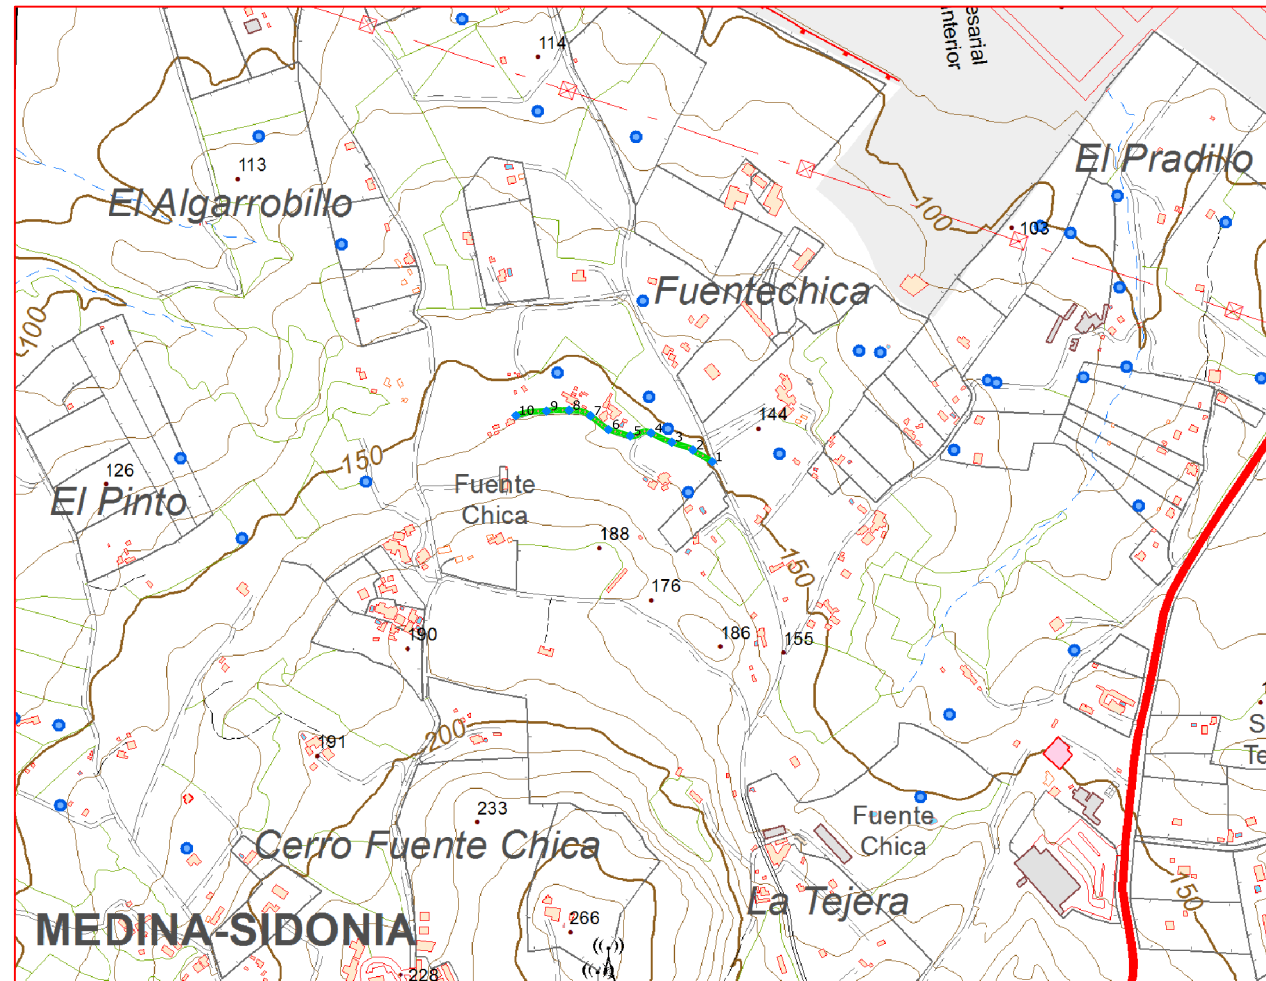 esarial
interior
114
El Pradillo
113
El Algarrobillo
100
103
Fuentechica
100
10 9 8 7 6 5 4 3 2 1
144
150
126
El Pinto
Fuente
Chica
188
150
176
190
186
155
191
200
S
Te
233
Fuente
Chica
Cerro Fuente Chica
150
La Tejera
266
MEDINA-SIDONIA
228